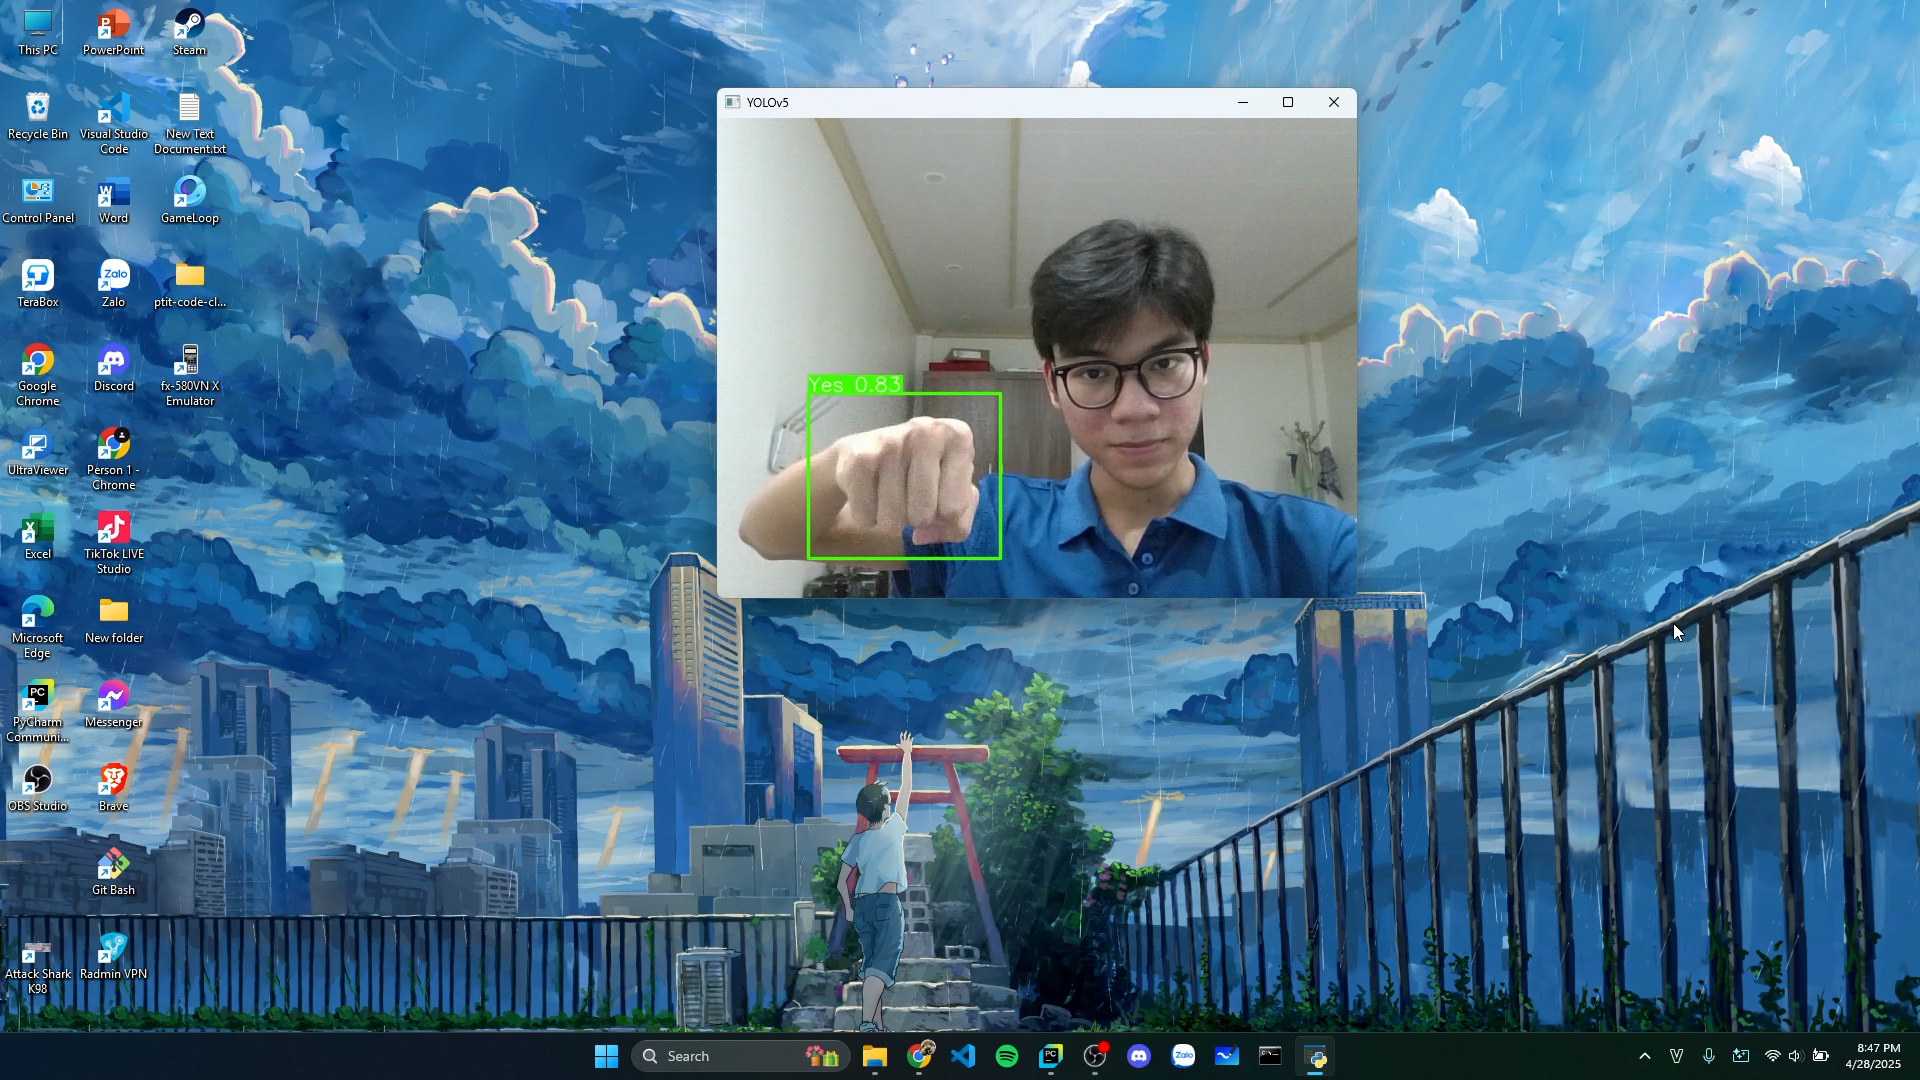 This PC
PowerPoint
Steam
Recycle Bin
Visual Studio
Code
New Text
Document.txt
Control Panel
Word
GameLoop
TeraBox
Zalo
ptit-code-cl...
Google
Chrome
Discord
fx-580VN X
Emulator
UltraViewer
Person 1 -
Chrome
Excel
TikTok LIVE
Studio
Microsoft
Edge
New folder
PyCharm
Communi...
Messenger
OBS Studio
Brave
Git Bash
Attack Shark
K98
Radmin VPN
YOLOv5
Yes 0.83
Search
8:47 PM
4/28/2025